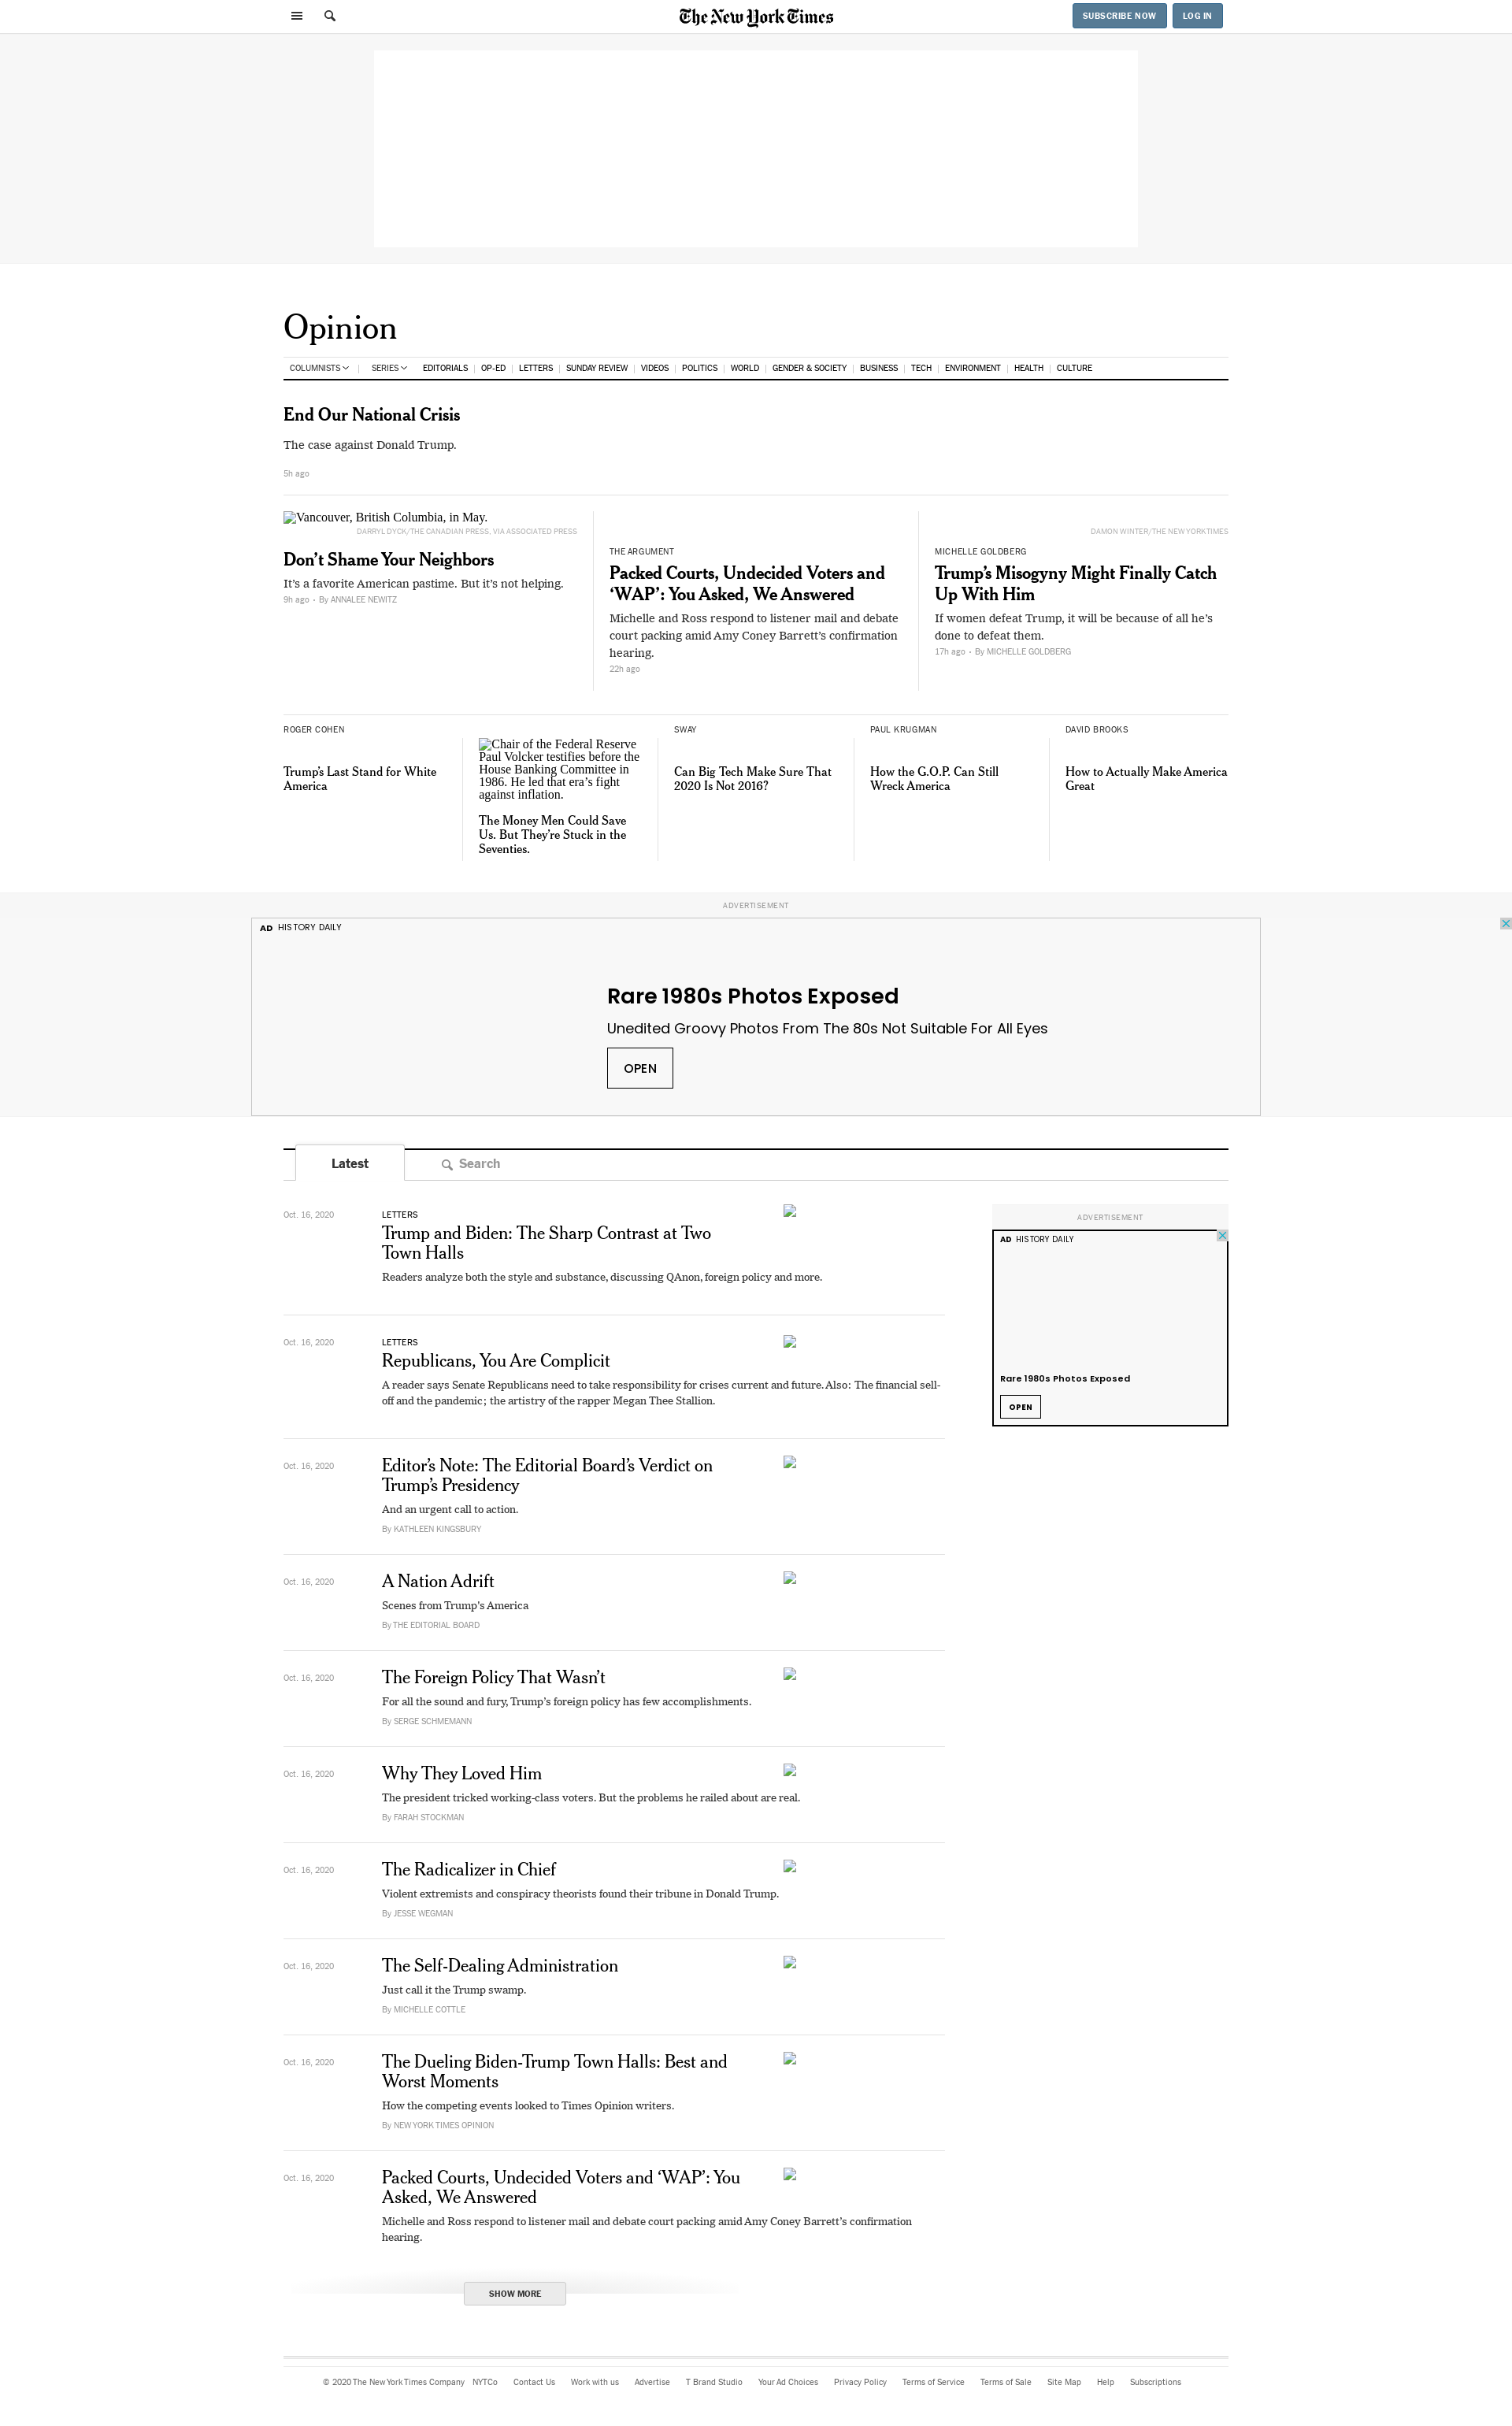 The New York Times
SUBSCRIBE NOW
LOG IN
Opinion
COLUMNISTS
SERIES
EDITORIALS
OP-ED
LETTERS
SUNDAY REVIEW
VIDEOS
POLITICS
WORLD
GENDER & SOCIETY
BUSINESS
TECH
ENVIRONMENT
HEALTH
CULTURE
End Our National Crisis
The case against Donald Trump.
5h ago
Vancouver, British Columbia, in May.
DARRYL DYCK/THE CANADIAN PRESS, VIA ASSOCIATED PRESS
Don’t Shame Your Neighbors
It’s a favorite American pastime. But it’s not helping.
9h ago • By ANNALEE NEWITZ
THE ARGUMENT
Packed Courts, Undecided Voters and
‘WAP’: You Asked, We Answered
Michelle and Ross respond to listener mail and debate
court packing amid Amy Coney Barrett’s confirmation
hearing.
22h ago
DAMON WINTER/THE NEW YORK TIMES
MICHELLE GOLDBERG
Trump’s Misogyny Might Finally Catch
Up With Him
If women defeat Trump, it will be because of all he’s
done to defeat them.
17h ago • By MICHELLE GOLDBERG
ROGER COHEN
Trump’s Last Stand for White
America
Chair of the Federal Reserve
Paul Volcker testifies before the
House Banking Committee in
1986. He led that era’s fight
against inflation.
The Money Men Could Save
Us. But They’re Stuck in the
Seventies.
SWAY
Can Big Tech Make Sure That
2020 Is Not 2016?
PAUL KRUGMAN
How the G.O.P. Can Still
Wreck America
DAVID BROOKS
How to Actually Make America
Great
ADVERTISEMENT
AD HISTORY DAILY
Rare 1980s Photos Exposed
Unedited Groovy Photos From The 80s Not Suitable For All Eyes
OPEN
Latest
Search
Oct. 16, 2020
LETTERS
Trump and Biden: The Sharp Contrast at Two
Town Halls
Readers analyze both the style and substance, discussing QAnon, foreign policy and more.
ADVERTISEMENT
AD HISTORY DAILY
Rare 1980s Photos Exposed
OPEN
Oct. 16, 2020
LETTERS
Republicans, You Are Complicit
A reader says Senate Republicans need to take responsibility for crises current and future. Also: The financial sell-
off and the pandemic; the artistry of the rapper Megan Thee Stallion.
Oct. 16, 2020
Editor’s Note: The Editorial Board’s Verdict on
Trump’s Presidency
And an urgent call to action.
By KATHLEEN KINGSBURY
Oct. 16, 2020
A Nation Adrift
Scenes from Trump’s America
By THE EDITORIAL BOARD
Oct. 16, 2020
The Foreign Policy That Wasn’t
For all the sound and fury, Trump’s foreign policy has few accomplishments.
By SERGE SCHMEMANN
Oct. 16, 2020
Why They Loved Him
The president tricked working-class voters. But the problems he railed about are real.
By FARAH STOCKMAN
Oct. 16, 2020
The Radicalizer in Chief
Violent extremists and conspiracy theorists found their tribune in Donald Trump.
By JESSE WEGMAN
Oct. 16, 2020
The Self-Dealing Administration
Just call it the Trump swamp.
By MICHELLE COTTLE
Oct. 16, 2020
The Dueling Biden-Trump Town Halls: Best and
Worst Moments
How the competing events looked to Times Opinion writers.
By NEW YORK TIMES OPINION
Oct. 16, 2020
Packed Courts, Undecided Voters and ‘WAP’: You
Asked, We Answered
Michelle and Ross respond to listener mail and debate court packing amid Amy Coney Barrett’s confirmation
hearing.
SHOW MORE
© 2020 The New York Times Company NYTCo Contact Us Work with us Advertise T Brand Studio Your Ad Choices Privacy Policy Terms of Service Terms of Sale Site Map Help Subscriptions